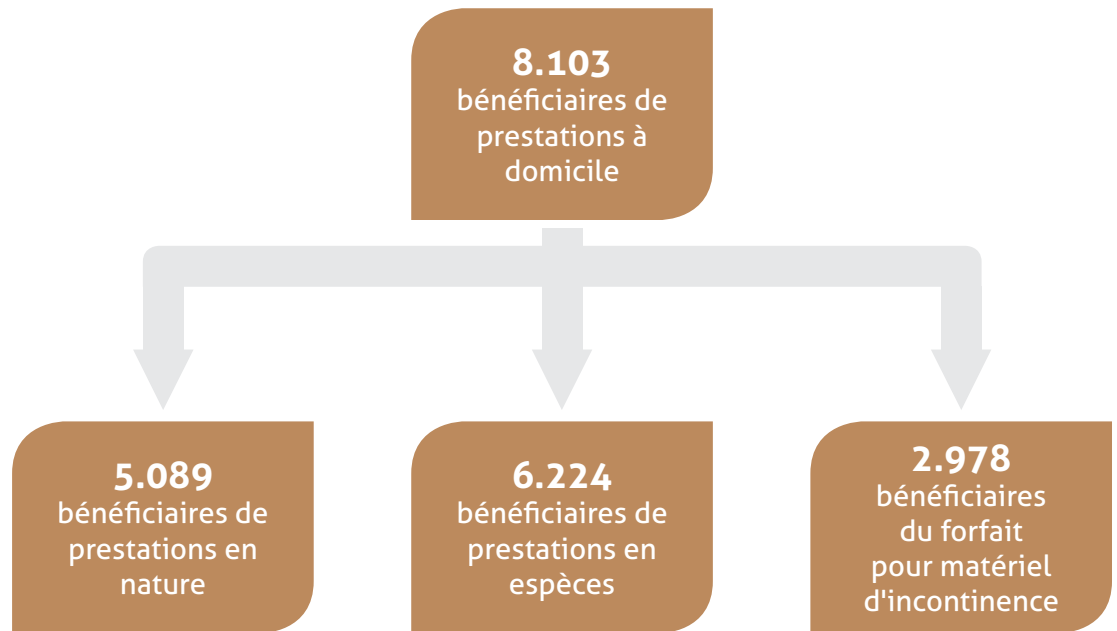 8.103
bénéficiaires de
prestations à
domicile
5.089
bénéficiaires de
prestations en
nature
6.224
bénéficiaires de
prestations en
espèces
2.978
bénéficiaires
du forfait
pour matériel
d'incontinence